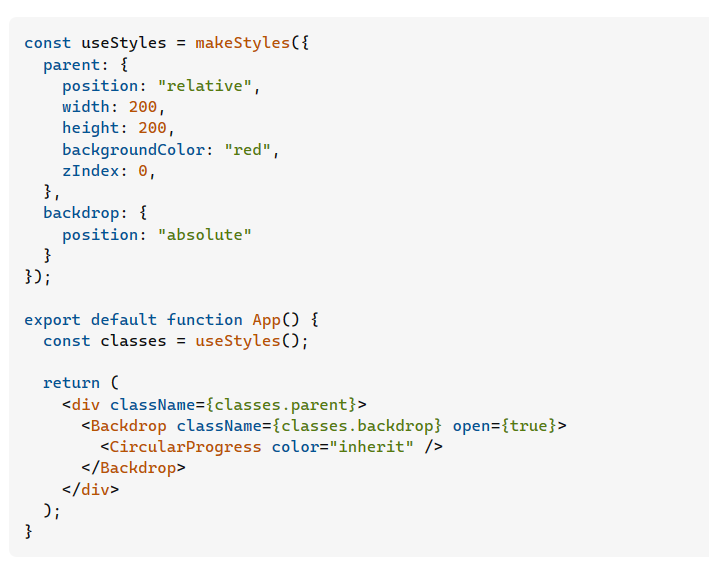 const useStyles = makeStyles({
  parent: {
    position: "relative",
    width: 200,
    height: 200,
    backgroundColor: "red",
    zIndex: 0,
  },
  backdrop: {
    position: "absolute"
  }
});

export default function App() {
  const classes = useStyles();

  return (
    <div className={classes.parent}>
      <Backdrop className={classes.backdrop} open={true}>
        <CircularProgress color="inherit" />
      </Backdrop>
    </div>
  );
}